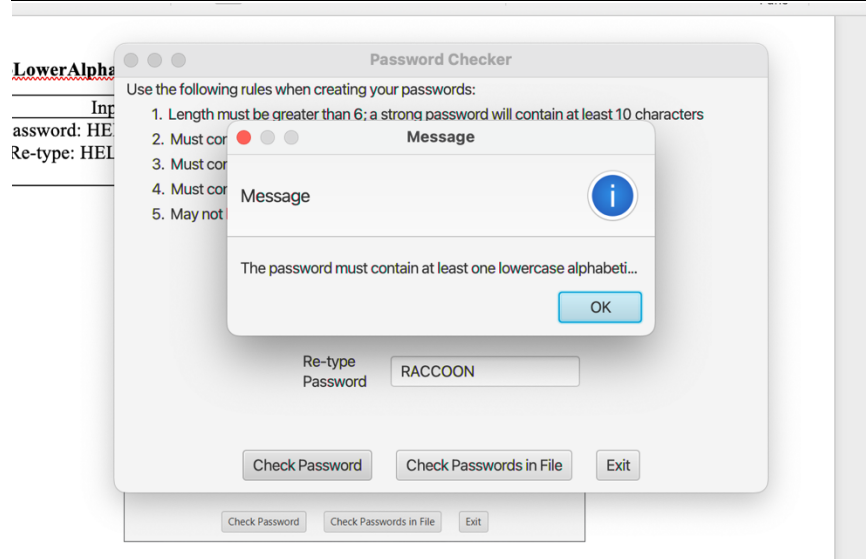 LowerAlpha
Password Checker
Use the following rules when creating your passwords:
Inp
1. Length must be greater than 6; a strong password will contain at least 10 characters
assword: HE
2. Must con
Message
Re-type: HEL
3. Must con
4. Must con
Message
5. May not
The password must contain at least one lowercase alphabeti...
OK
Re-type
Password
RACCOON
Check Password
Check Passwords in File
Exit
Check Password
Check Passwords in File
Exit